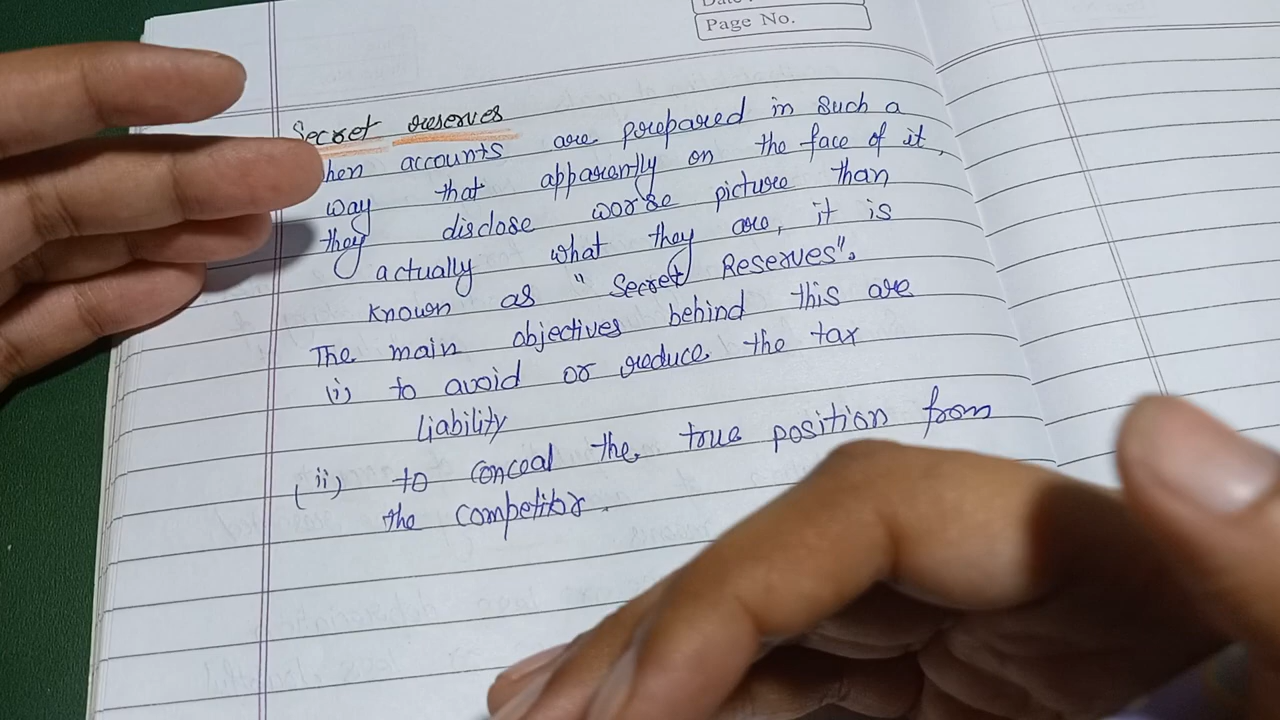 Page No.
Secret reserves
hen accounts are prepared in such a
way that apparently on the face of it,
they disclose worse picture than
actually what they are, it is
known as "Secret Reserves".
The main objectives behind this are
(i) to avoid or reduce the tax
liability
(ii) to conceal the true position from
the competitor.